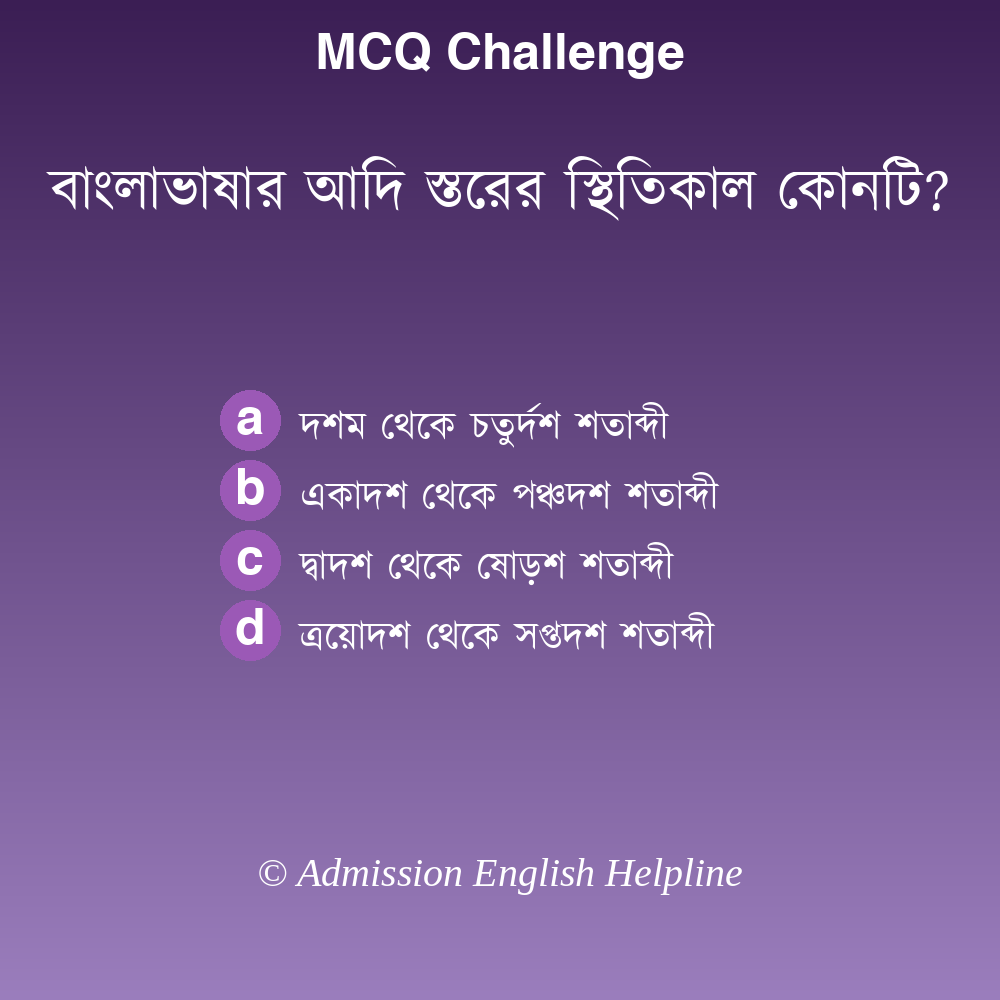 MCQ Challenge
বাংলাভাষার আদি স্তরের স্থিতিকাল কোনটি?
a দশম থেকে চতুর্দশ শতাব্দী
b একাদশ থেকে পঞ্চদশ শতাব্দী
c দ্বাদশ থেকে ষোড়শ শতাব্দী
d ত্রয়োদশ থেকে সপ্তদশ শতাব্দী
© Admission English Helpline